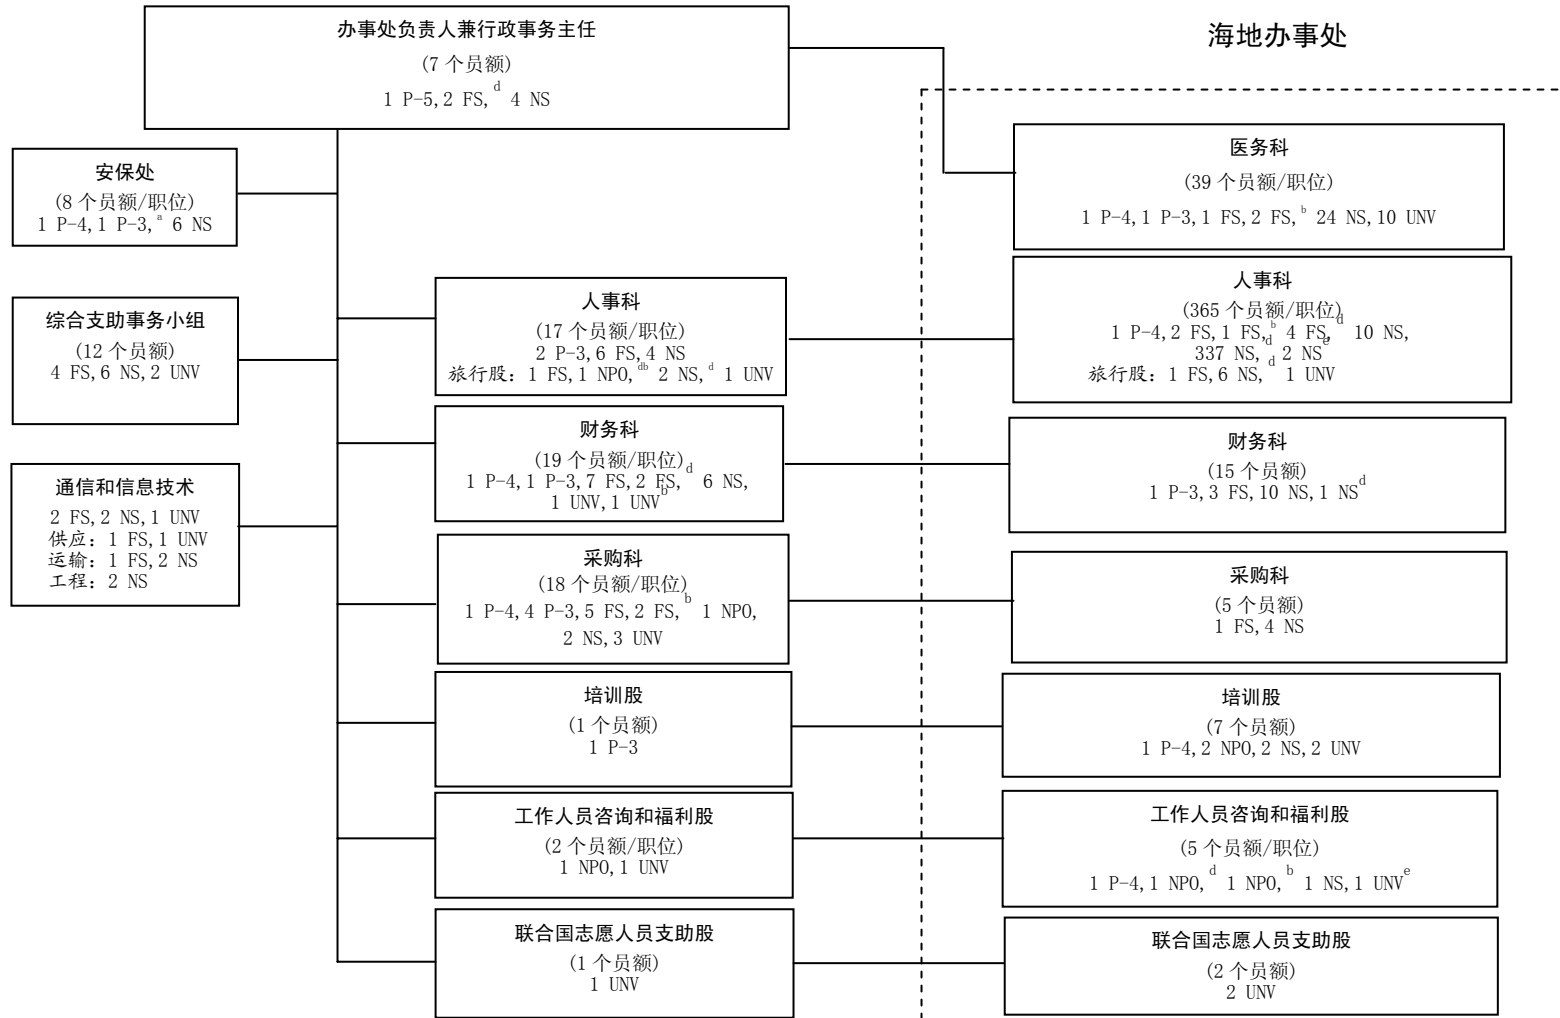 办事处负责人兼行政事务主任
(7 个员额)
1 P-5,2 FS,d 4 NS
海地办事处
安保处
(8 个员额/职位)
1 P-4,1 P-3,a 6 NS
综合支助事务小组
(12 个员额)
4 FS,6 NS,2 UNV
通信和信息技术
2 FS,2 NS,1 UNV
供应：1 FS,1 UNV
运输：1 FS,2 NS
工程：2 NS
人事科
(17 个员额/职位)
2 P-3,6 FS,4 NS
旅行股：1 FS,1 NPO,db 2 NS,d 1 UNV
财务科
(19 个员额/职位)
1 P-4,1 P-3,7 FS,2 FS,d 6 NS,
1 UNV,1 UNVb
采购科
(18 个员额/职位)
1 P-4,4 P-3,5 FS,2 FS,b 1 NPO,
2 NS,3 UNV
培训股
(1 个员额)
1 P-3
工作人员咨询和福利股
(2 个员额/职位)
1 NPO,1 UNV
联合国志愿人员支助股
(1 个员额)
1 UNV
医务科
(39 个员额/职位)
1 P-4,1 P-3,1 FS,2 FS,b 24 NS,10 UNV
人事科
(365 个员额/职位)
1 P-4,2 FS,1 FS,b 4 FS,d 10 NS,
337 NS,d 2 NSe
旅行股：1 FS,6 NS,d 1 UNV
财务科
(15 个员额)
1 P-3,3 FS,10 NS,1 NSd
采购科
(5 个员额)
1 FS,4 NS
培训股
(7 个员额)
1 P-4,2 NPO,2 NS,2 UNV
工作人员咨询和福利股
(5 个员额/职位)
1 P-4,1 NPO,d 1 NPO,b 1 NS,1 UNVe
联合国志愿人员支助股
(2 个员额)
2 UNV